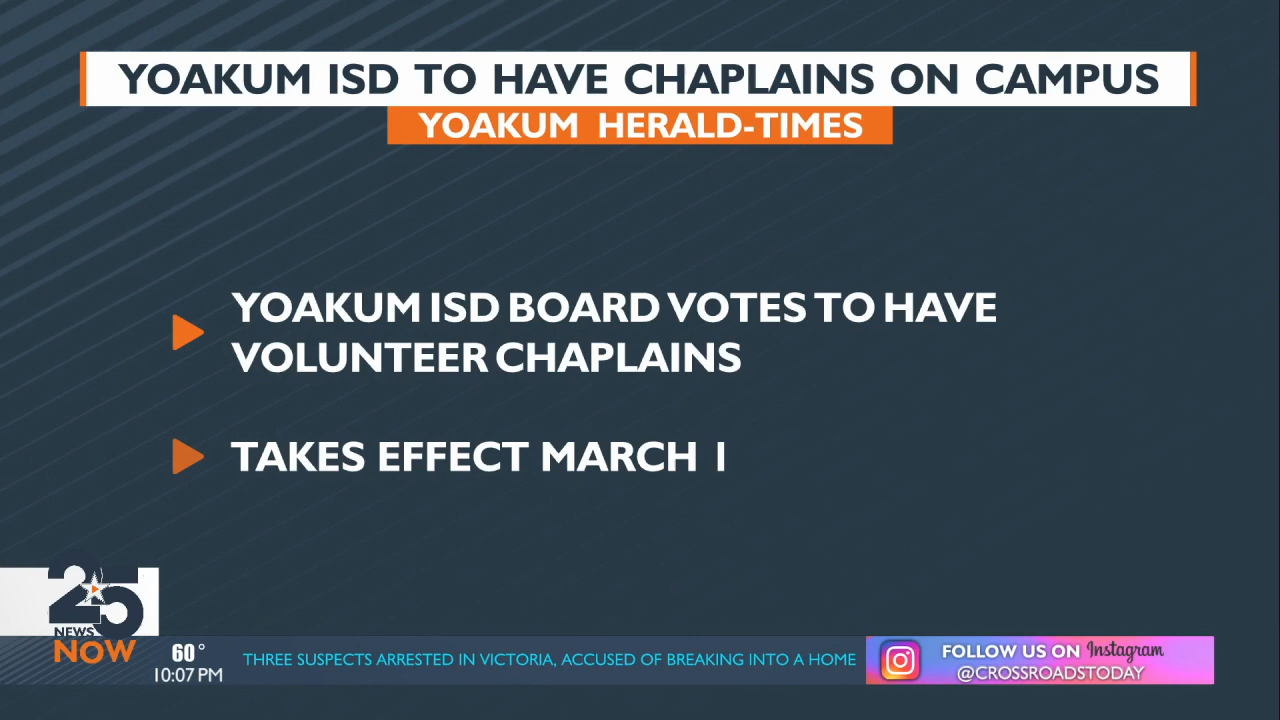 YOAKUM ISD TO HAVE CHAPLAINS ON CAMPUS
YOAKUM HERALD-TIMES
YOAKUM ISD BOARD VOTES TO HAVE
VOLUNTEER CHAPLAINS
TAKES EFFECT MARCH 1
25
NEWS
NOW
60°
10:07 PM
THREE SUSPECTS ARRESTED IN VICTORIA, ACCUSED OF BREAKING INTO A HOME
FOLLOW US ON Instagram
@CROSSROADSTODAY